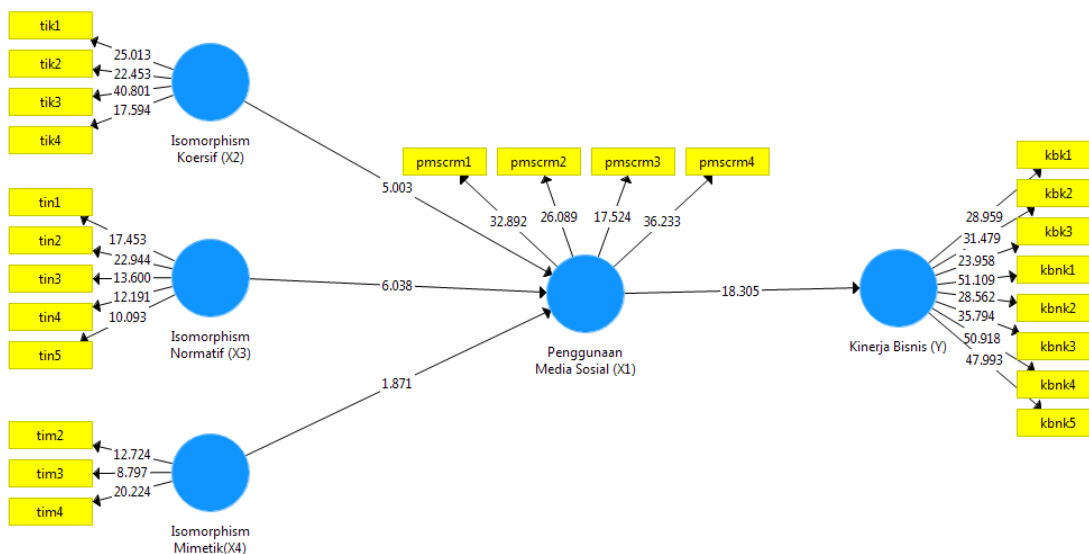 tik1
tik2
tik3
tik4
25.013
22.453
40.801
17.594
Isomorphism
Koersif (X2)
5.003
tin1
tin2
tin3
tin4
tin5
17.453
22.944
13.600
12.191
10.093
Isomorphism
Normatif (X3)
6.038
tim2
tim3
tim4
12.724
8.797
20.224
Isomorphism
Mimetik(X4)
1.871
pmscrm1
pmscrm2
pmscrm3
pmscrm4
32.892
26.089
17.524
36.233
Penggunaan
Media Sosial (X1)
18.305
Kinerja Bisnis (Y)
28.959
31.479
23.958
51.109
28.562
35.794
50.918
47.993
kbk1
kbk2
kbk3
kbnk1
kbnk2
kbnk3
kbnk4
kbnk5